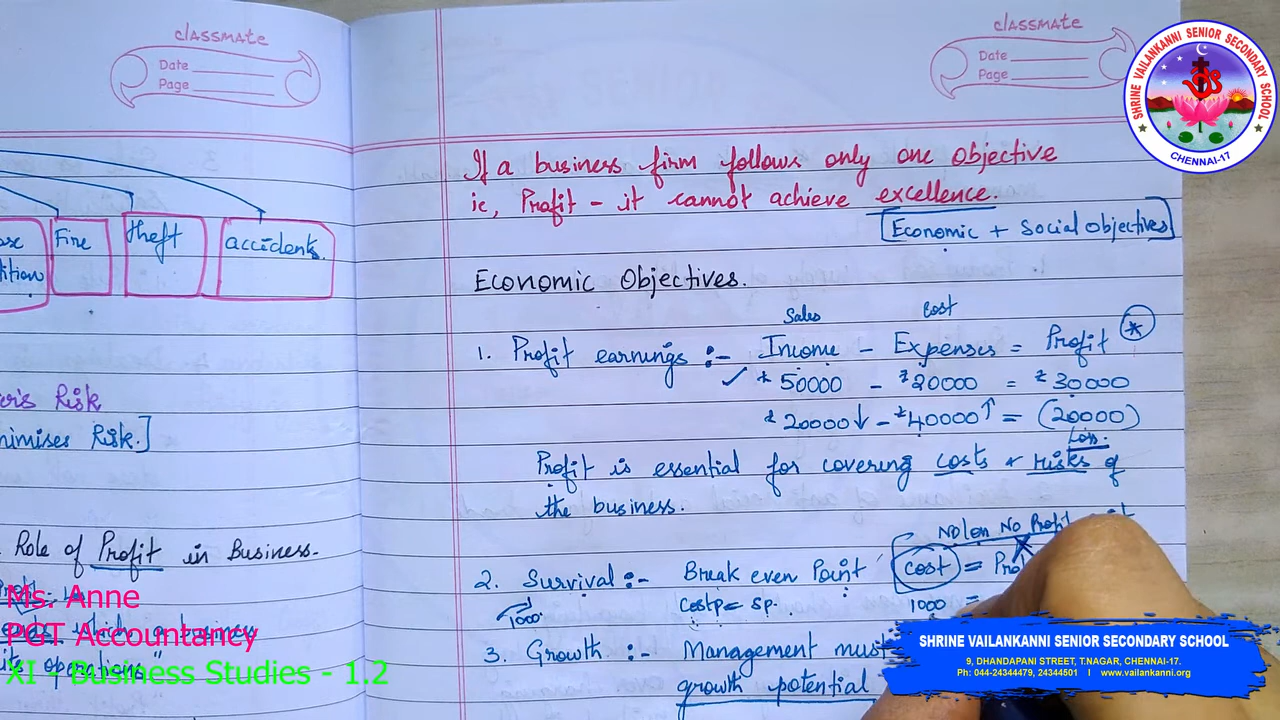 classmate
Date
Page
Fire
theft
accidents.
Risk
Risk.]
Role of Profit in Business.
classmate
Date
Page
If a business firm follows only one objective
ie, Profit - it cannot achieve excellence.
[Economic + Social objectives]
Economic Objectives.
Sales Cost
1. Profit earnings :- Income - Expenses = Profit *
✓ ₹50000 - ₹20000 = ₹30000
₹20000↓ - ₹40000↑ = (20000)
Loss.
Profit is essential for covering costs & risks of
the business.
No Profit
2. Survival :- Break even Point cost =
1000 Costp = SP. 1000 =
3. Growth :- Management must
growth potential
Ms. Anne
PGT Accountancy
XI - Business Studies - 1.2
SHRINE VAILANKANNI SENIOR SECONDARY SCHOOL
CHENNAI-17
SHRINE VAILANKANNI SENIOR SECONDARY SCHOOL
9, DHANDAPANI STREET, T.NAGAR, CHENNAI-17.
Ph: 044-24344479, 24344501 | www.vailankanni.org